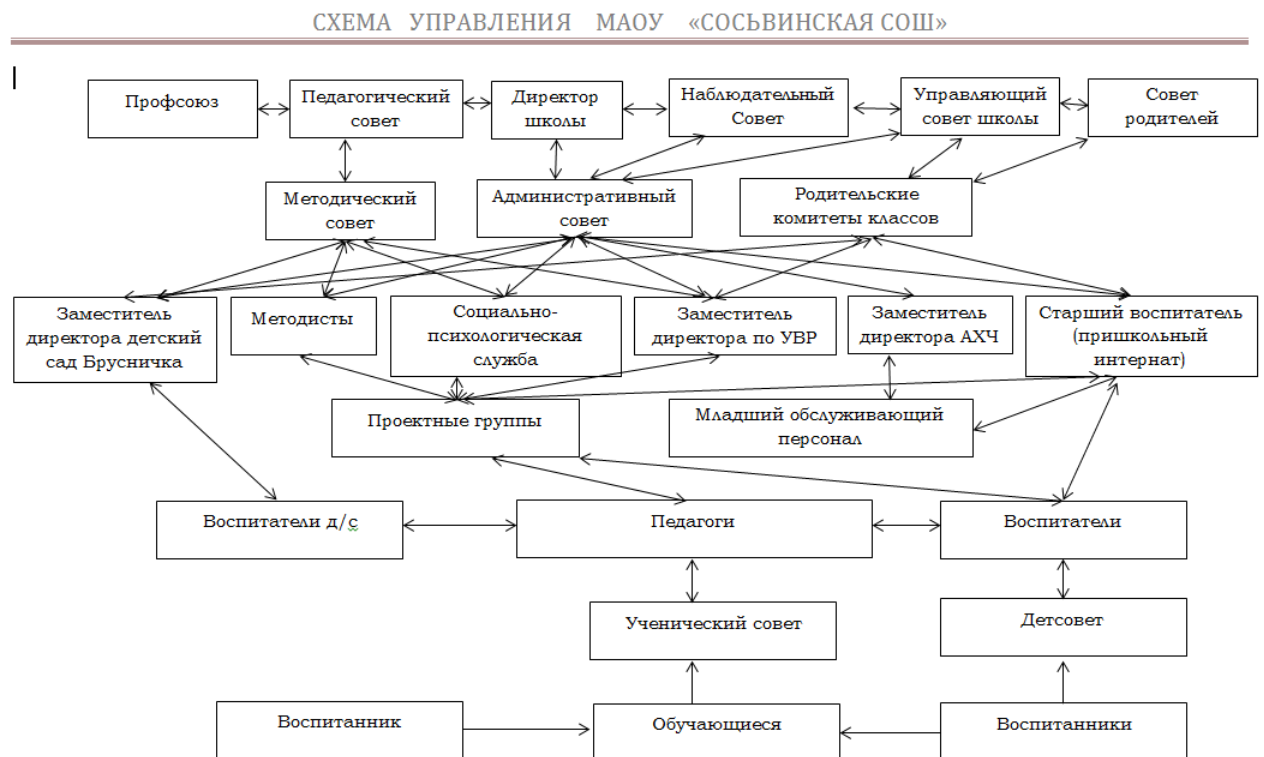 СХЕМА УПРАВЛЕНИЯ МАОУ «СОСЬВИНСКАЯ СОШ»
Профсоюз
Педагогический
совет
Директор
школы
Наблюдательный
Совет
Управляющий
совет школы
Совет
родителей
Методический
совет
Административный
совет
Родительские
комитеты классов
Заместитель
директора детский
сад Брусничка
Методисты
Социально-
психологическая
служба
Заместитель
директора по УВР
Заместитель
директора АХЧ
Старший воспитатель
(пришкольный
интернат)
Проектные группы
Младший обслуживающий
персонал
Воспитатели д/с
Педагоги
Воспитатели
Ученический совет
Детсовет
Воспитанник
Обучающиеся
Воспитанники